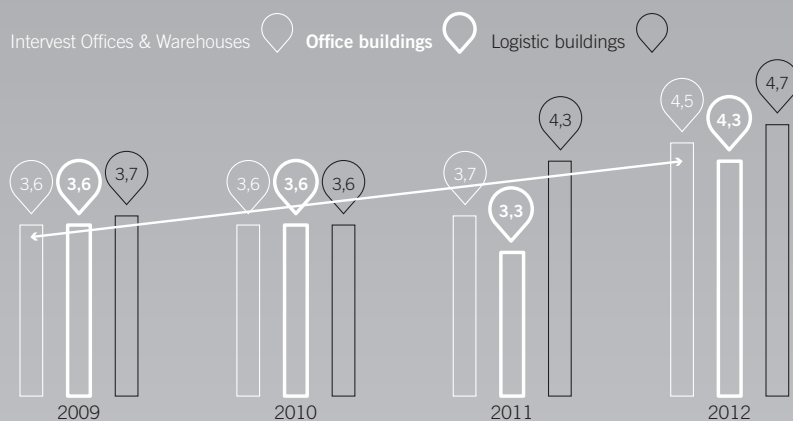 Intervest Offices & Warehouses Office buildings Logistic buildings
3,6 3,6 3,7 3,6 3,6 3,6 3,7 3,3 4,3 4,5 4,3 4,7
2009 2010 2011 2012